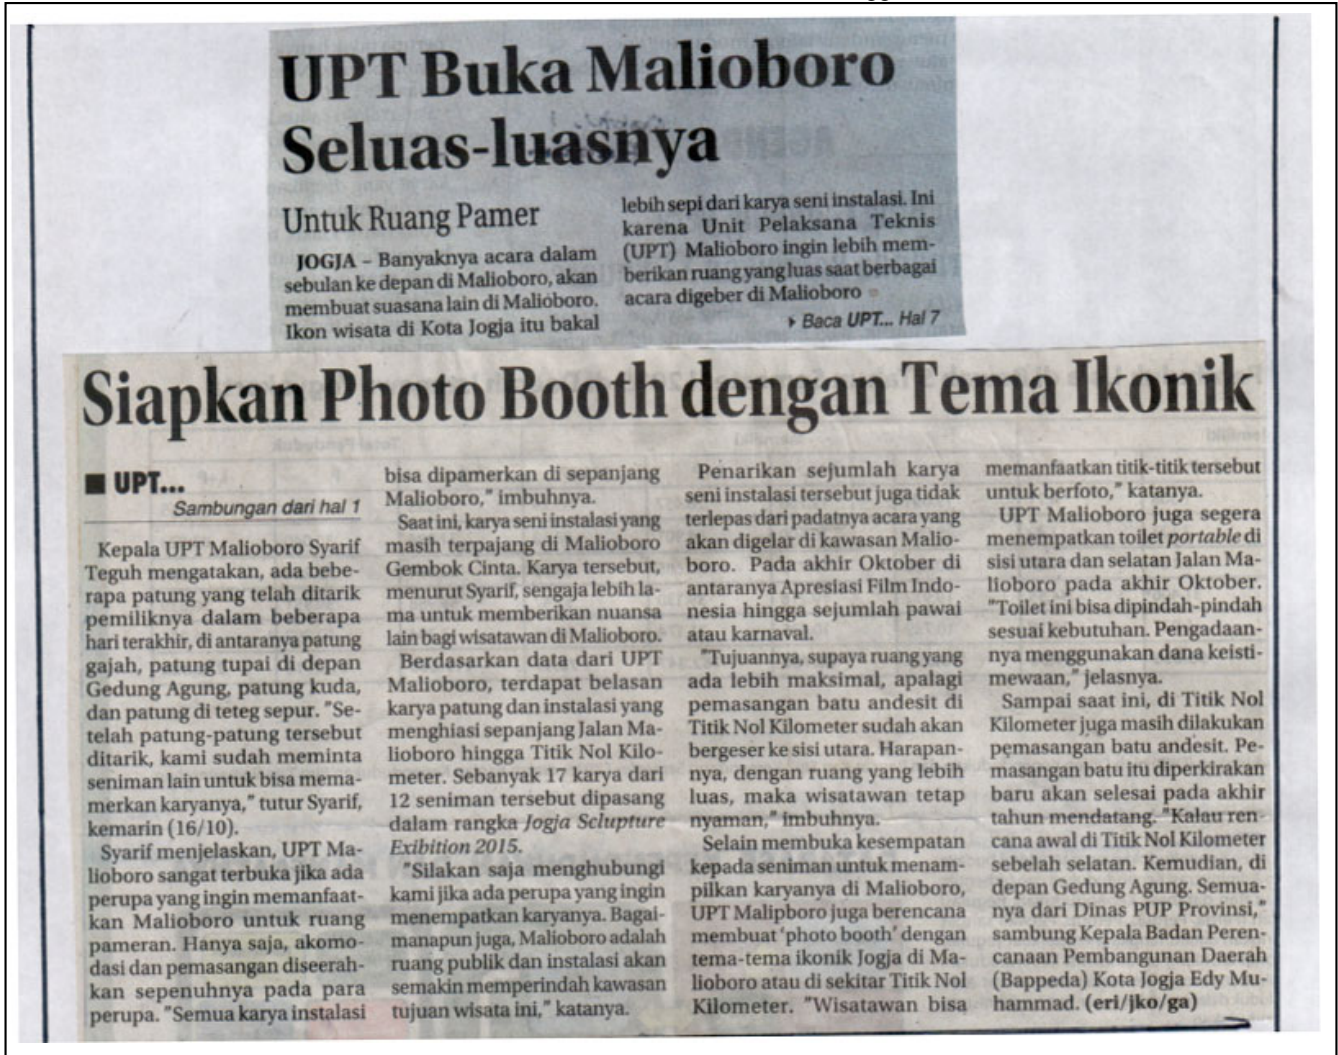 UPT Buka Malioboro
Seluas-luasnya
Untuk Ruang Pamer
JOGJA – Banyaknya acara dalam
sebulan ke depan di Malioboro, akan
membuat suasana lain di Malioboro.
Ikon wisata di Kota Jogja itu bakal
lebih sepi dari karya seni instalasi. Ini
karena Unit Pelaksana Teknis
(UPT) Malioboro ingin lebih mem-
berikan ruang yang luas saat berbagai
acara digeber di Malioboro
Baca UPT... Hal 7
Siapkan Photo Booth dengan Tema Ikonik
■ UPT...
Sambungan dari hal 1
Kepala UPT Malioboro Syarif
Teguh mengatakan, ada bebe-
rapa patung yang telah ditarik
pemiliknya dalam beberapa
hari terakhir, di antaranya patung
gajah, patung tupai di depan
Gedung Agung, patung kuda,
dan patung di teteg sepur. "Se-
telah patung-patung tersebut
ditarik, kami sudah meminta
seniman lain untuk bisa mema-
merkan karyanya," tutur Syarif,
kemarin (16/10).
Syarif menjelaskan, UPT Ma-
lioboro sangat terbuka jika ada
perupa yang ingin memanfaat-
kan Malioboro untuk ruang
pameran. Hanya saja, akomo-
dasi dan pemasangan diseerah-
kan sepenuhnya pada para
perupa. "Semua karya instalasi
bisa dipamerkan di sepanjang
Malioboro," imbuhnya.
Saat ini, karya seni instalasi yang
masih terpajang di Malioboro
Gembok Cinta. Karya tersebut,
menurut Syarif, sengaja lebih la-
ma untuk memberikan nuansa
lain bagi wisatawan di Malioboro.
Berdasarkan data dari UPT
Malioboro, terdapat belasan
karya patung dan instalasi yang
menghiasi sepanjang Jalan Ma-
lioboro hingga Titik Nol Kilo-
meter. Sebanyak 17 karya dari
12 seniman tersebut dipasang
dalam rangka Jogja Sclupture
Exibition 2015.
"Silakan saja menghubungi
kami jika ada perupa yang ingin
menempatkan karyanya. Bagai-
manapun juga, Malioboro adalah
ruang publik dan instalasi akan
semakin memperindah kawasan
tujuan wisata ini," katanya.
Penarikan sejumlah karya
seni instalasi tersebut juga tidak
terlepas dari padatnya acara yang
akan digelar di kawasan Malio-
boro. Pada akhir Oktober di
antaranya Apresiasi Film Indo-
nesia hingga sejumlah pawai
atau karnaval.
"Tujuannya, supaya ruang yang
ada lebih maksimal, apalagi
pemasangan batu andesit di
Titik Nol Kilometer sudah akan
bergeser ke sisi utara. Harapan-
nya, dengan ruang yang lebih
luas, maka wisatawan tetap
nyaman," imbuhnya.
Selain membuka kesempatan
kepada seniman untuk menam-
pilkan karyanya di Malioboro,
UPT Malipboro juga berencana
membuat 'photo booth' dengan
tema-tema ikonik Jogja di Ma-
lioboro atau di sekitar Titik Nol
Kilometer. "Wisatawan bisa
memanfaatkan titik-titik tersebut
untuk berfoto," katanya.
UPT Malioboro juga segera
menempatkan toilet portable di
sisi utara dan selatan Jalan Ma-
lioboro pada akhir Oktober.
"Toilet ini bisa dipindah-pindah
sesuai kebutuhan. Pengadaan-
nya menggunakan dana keisti-
mewaan," jelasnya.
Sampai saat ini, di Titik Nol
Kilometer juga masih dilakukan
pemasangan batu andesit. Pe-
masangan batu itu diperkirakan
baru akan selesai pada akhir
tahun mendatang. "Kalau ren-
cana awal di Titik Nol Kilometer
sebelah selatan. Kemudian, di
depan Gedung Agung. Semua-
nya dari Dinas PUP Provinsi,"
sambung Kepala Badan Peren-
canaan Pembangunan Daerah
(Bappeda) Kota Jogja Edy Mu-
hammad. (eri/jko/ga)